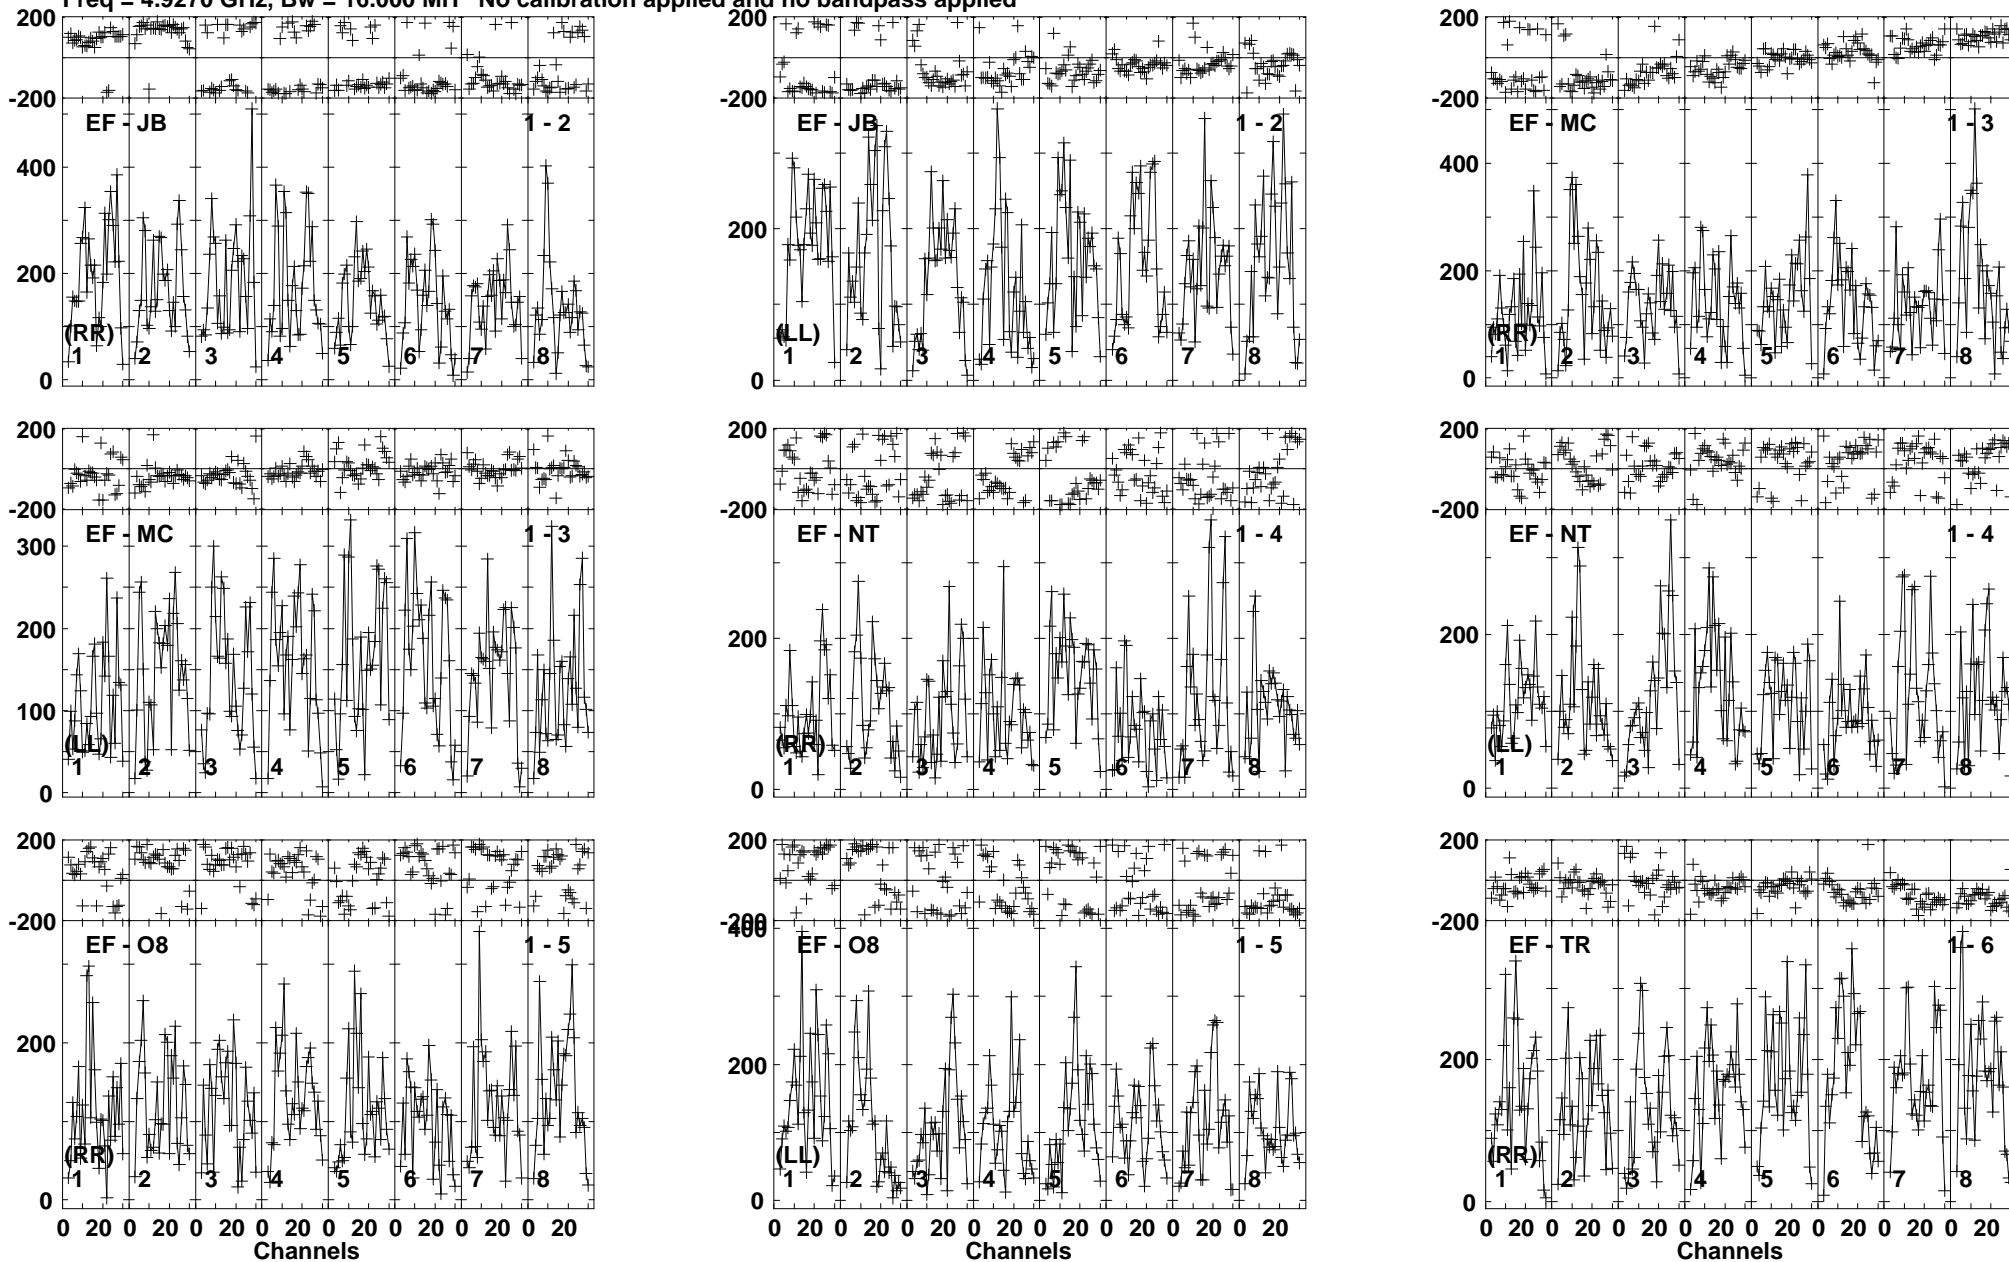 Freq = 4.9270 GHz, Bw = 16.000 MH No calibration applied and no bandpass applied
200 200 200
-200 -200 -200
EF - JB 1 - 2 EF - JB 1 - 2 EF - MC 1 - 3
400 400
200 200 200
(RR) (LL) (RR)
1 2 3 4 5 6 7 8 1 2 3 4 5 6 7 8 1 2 3 4 5 6 7 8
0 0 0
200 200 200
-200 -200 -200
EF - MC 1 - 3 EF - NT 1 - 4 EF - NT 1 - 4
300
200 200 200
100
(LL) (RR) (LL)
1 2 3 4 5 6 7 8 1 2 3 4 5 6 7 8 1 2 3 4 5 6 7 8
0 0 0
200 200 200
-200 -200 -200
400
EF - O8 1 - 5 EF - O8 1 - 5 EF - TR 1 - 6
200 200 200
(RR) (LL) (RR)
1 2 3 4 5 6 7 8 1 2 3 4 5 6 7 8 1 2 3 4 5 6 7 8
0 0 0
0 20 0 20 0 20 0 20 0 20 0 20 0 20 0 20 0 20 0 20 0 20 0 20 0 20 0 20 0 20 0 20 0 20 0 20 0 20 0 20 0 20 0 20 0 20 0 20
Channels Channels Channels